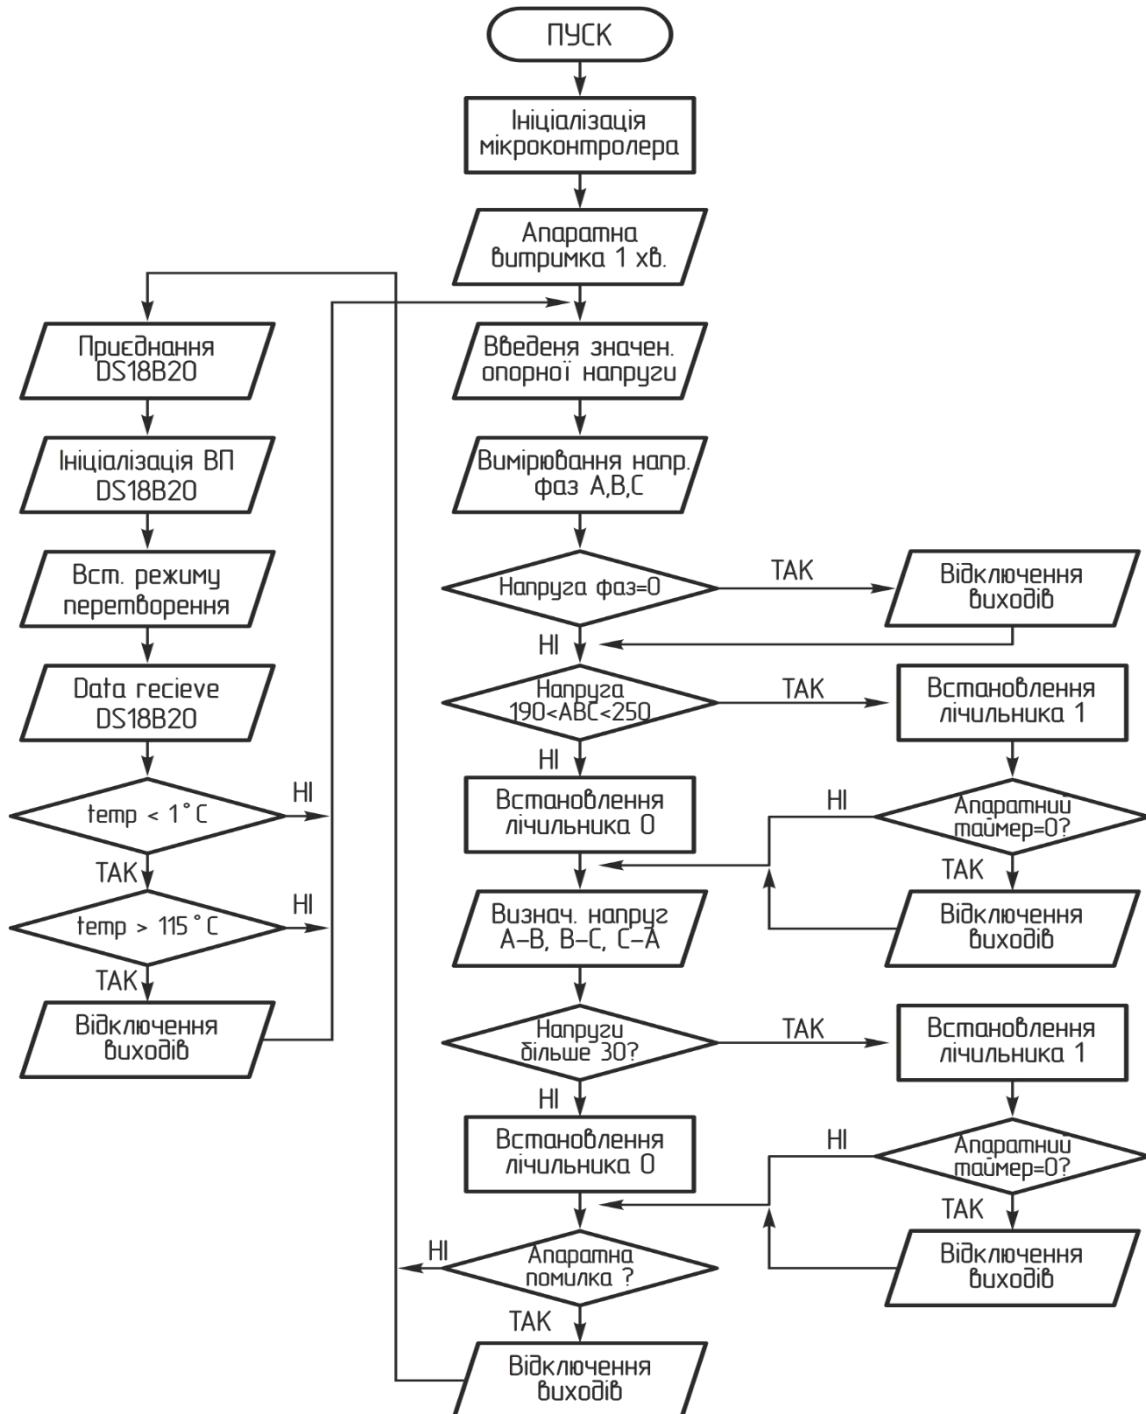 ПУСК
Ініціалізація
мікроконтролера
Апаратна
витримка 1 хв.
Введеня значен.
опорної напруги
Вимірювання напр.
фаз A,B,C
Напруга фаз=0
ТАК
Відключення
виходів
НІ
Напруга
190<ABC<250
ТАК
Встановлення
лічильника 1
НІ
Встановлення
лічильника 0
НІ
Апаратний
таймер=0?
ТАК
Відключення
виходів
Визнач. напруг
A-B, B-C, C-A
Напруги
більше 30?
ТАК
Встановлення
лічильника 1
НІ
Встановлення
лічильника 0
НІ
Апаратний
таймер=0?
ТАК
Відключення
виходів
Апаратна
помилка ?
НІ
ТАК
Відключення
виходів
Приєднання
DS18B20
Ініціалізація ВП
DS18B20
Вст. режиму
перетворення
Data recieve
DS18B20
temp < 1°C
НІ
ТАК
temp > 115°C
НІ
ТАК
Відключення
виходів